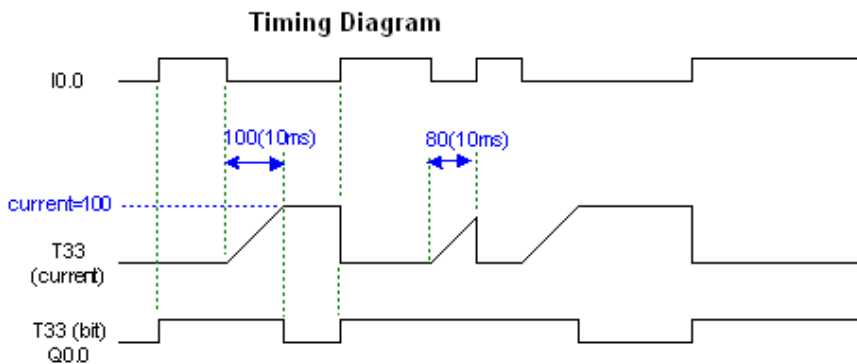 Timing Diagram
I0.0
100(10ms)
80(10ms)
current=100
T33
(current)
T33 (bit)
Q0.0